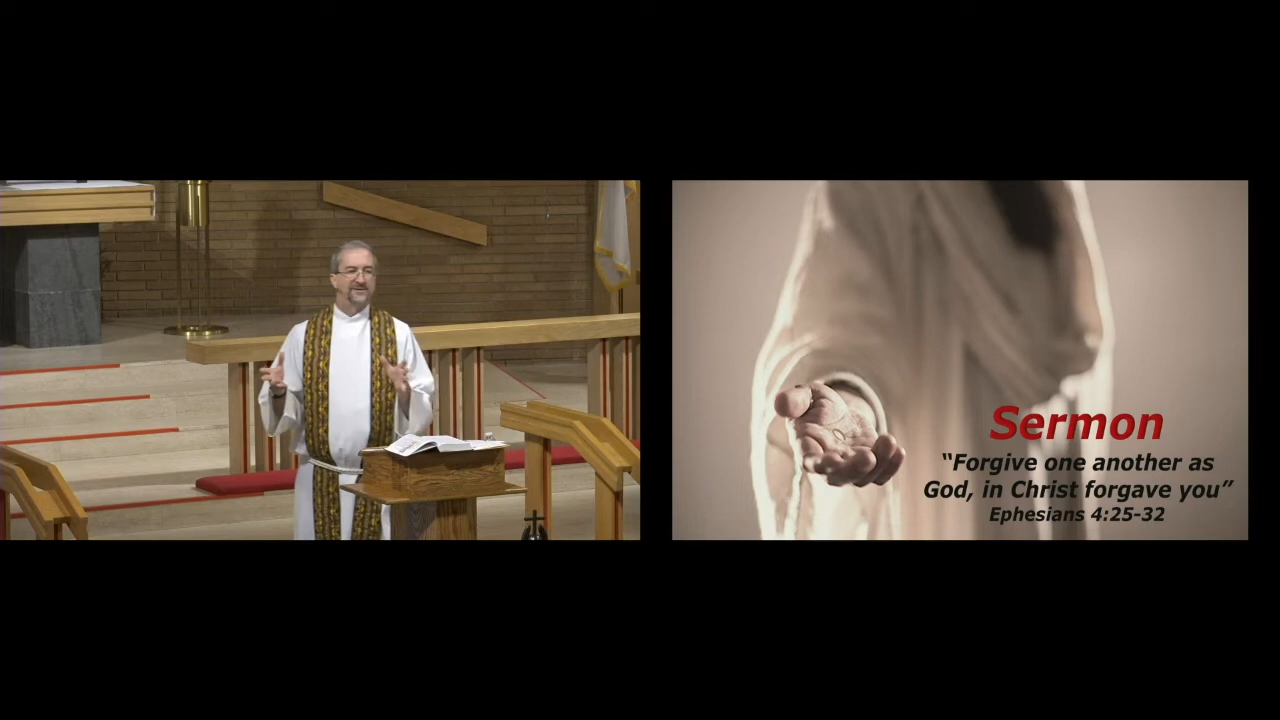 Sermon
“Forgive one another as
God, in Christ forgave you”
Ephesians 4:25-32